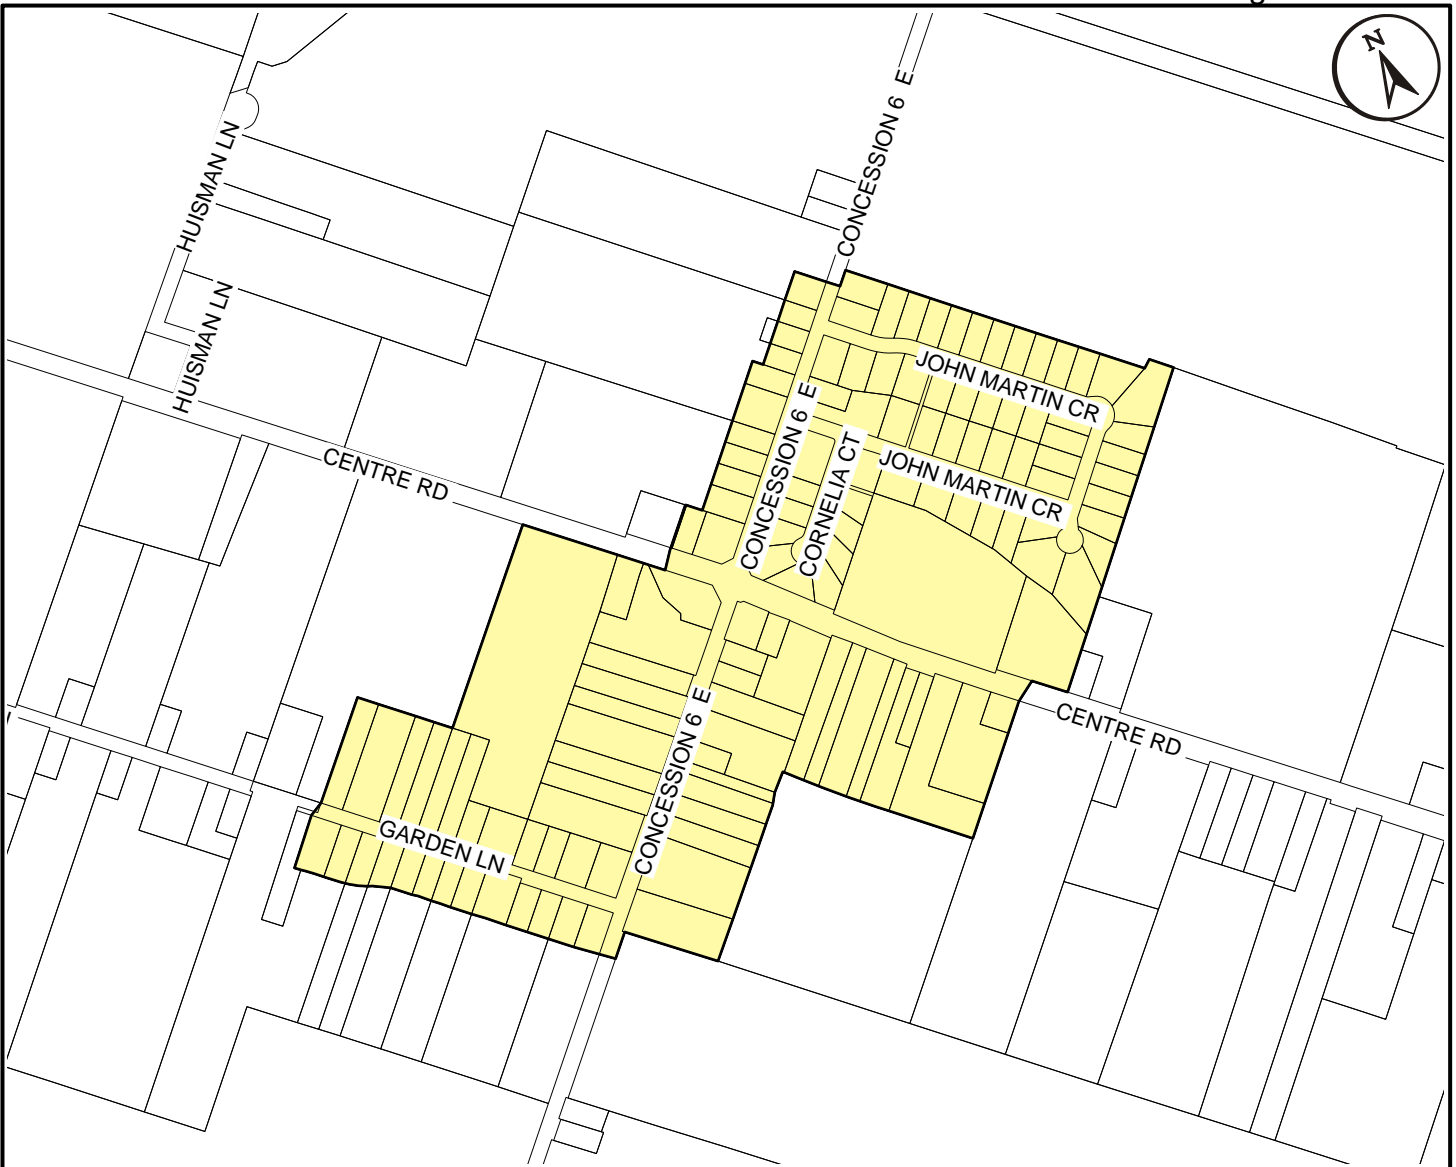 N
CONCESSION 6 E
HUISMAN LN
HUISMAN LN
JOHN MARTIN CR
CONCESSION 6 E
CORNELIA CT
JOHN MARTIN CR
CENTRE RD
CONCESSION 6 E
CENTRE RD
GARDEN LN